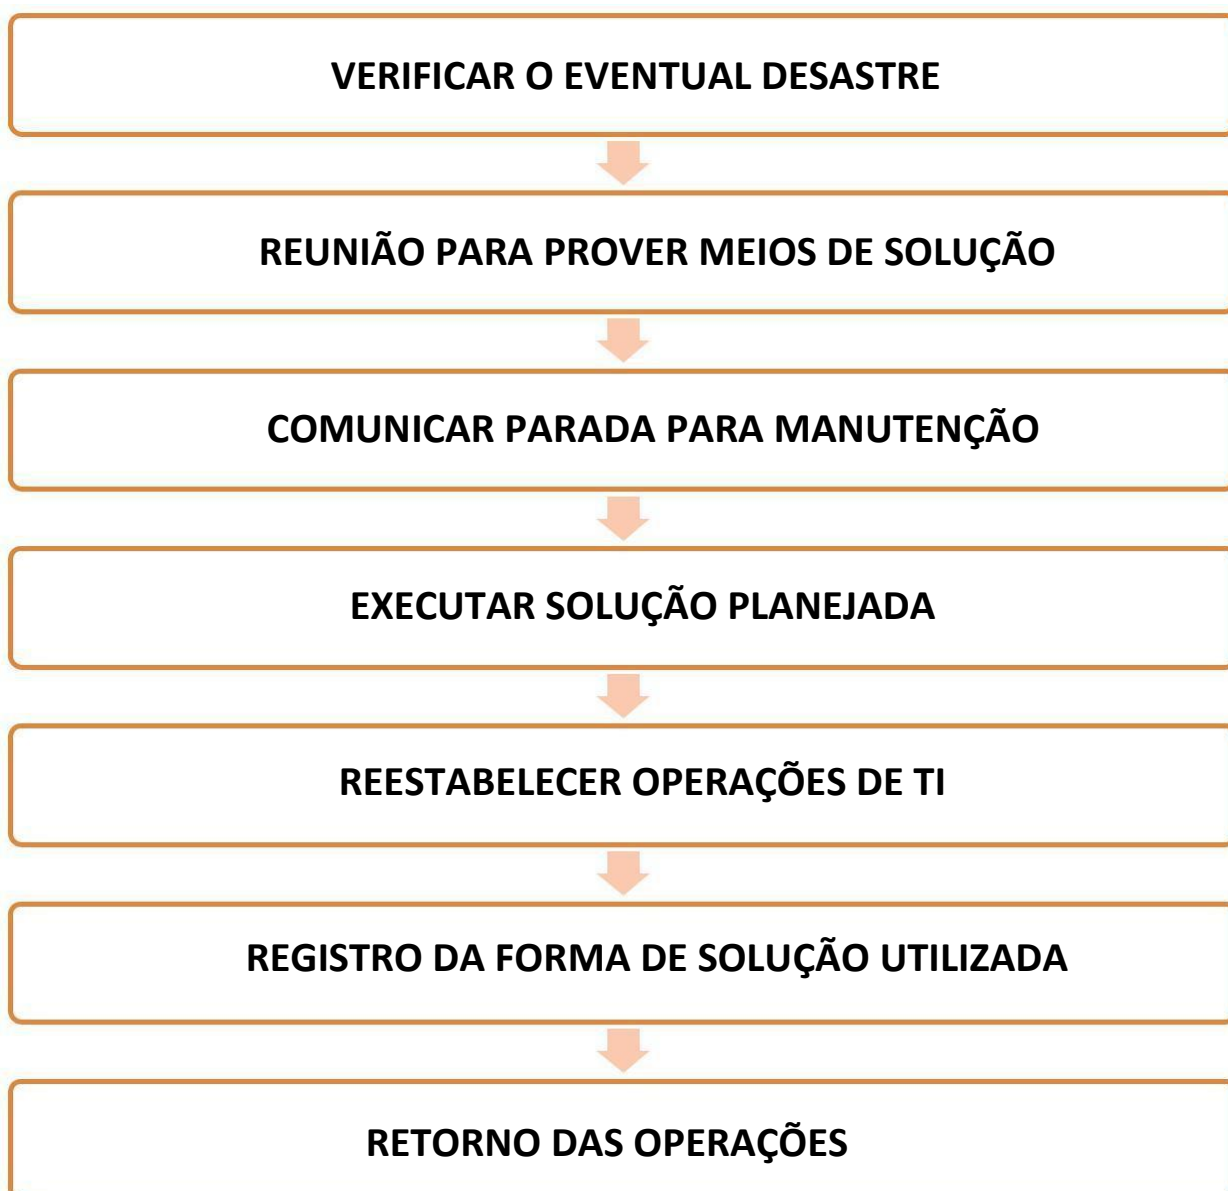 VERIFICAR O EVENTUAL DESASTRE
REUNIÃO PARA PROVER MEIOS DE SOLUÇÃO
COMUNICAR PARADA PARA MANUTENÇÃO
EXECUTAR SOLUÇÃO PLANEJADA
REESTABELECER OPERAÇÕES DE TI
REGISTRO DA FORMA DE SOLUÇÃO UTILIZADA
RETORNO DAS OPERAÇÕES